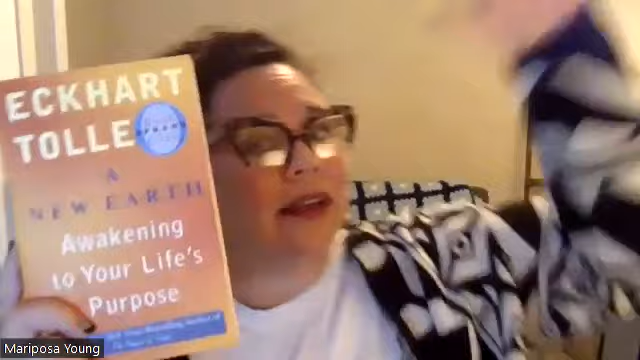 ECKHART
TOLLE
A
NEW EARTH
Awakening
to Your Life's
Purpose
Mariposa Young